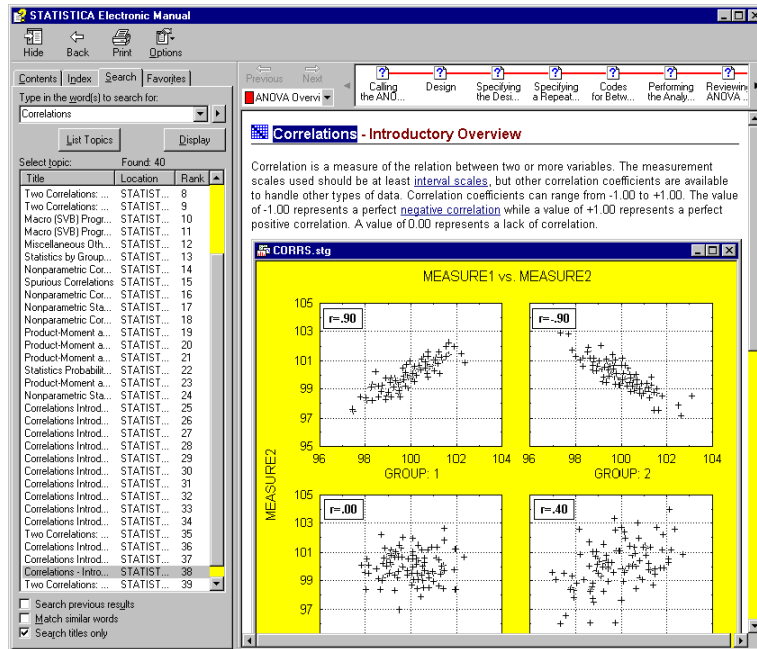 STATISTICA Electronic Manual
Hide Back Print Options
Contents Index Search Favorites
Type in the word(s) to search for:
Correlations
List Topics Display
Select topic: Found: 40
Title Location Rank
Two Correlations: ... STATIST... 8
Two Correlations: ... STATIST... 9
Macro (SVB) Progr... STATIST... 10
Macro (SVB) Progr... STATIST... 11
Miscellaneous Oth... STATIST... 12
Statistics by Group... STATIST... 13
Nonparametric Cor... STATIST... 14
Spurious Correlations STATIST... 15
Nonparametric Cor... STATIST... 16
Nonparametric Sta... STATIST... 17
Nonparametric Cor... STATIST... 18
Product-Moment a... STATIST... 19
Product-Moment a... STATIST... 20
Product-Moment a... STATIST... 21
Statistics Probabilit... STATIST... 22
Product-Moment a... STATIST... 23
Nonparametric Sta... STATIST... 24
Correlations Introd... STATIST... 25
Correlations Introd... STATIST... 26
Correlations Introd... STATIST... 27
Correlations Introd... STATIST... 28
Correlations Introd... STATIST... 29
Correlations Introd... STATIST... 30
Correlations Introd... STATIST... 31
Correlations Introd... STATIST... 32
Correlations Introd... STATIST... 33
Correlations Introd... STATIST... 34
Two Correlations: ... STATIST... 35
Correlations Introd... STATIST... 36
Correlations Introd... STATIST... 37
Correlations - Intro... STATIST... 38
Two Correlations: ... STATIST... 39
Search previous results
Match similar words
Search titles only
Previous Next
ANOVA Overvi
Calling the ANO...
Design
Specifying the Desi...
Specifying a Repeat...
Codes for Betw...
Performing the Analy...
Reviewing ANOVA ...
Correlations - Introductory Overview
Correlation is a measure of the relation between two or more variables. The measurement
scales used should be at least interval scales, but other correlation coefficients are available
to handle other types of data. Correlation coefficients can range from -1.00 to +1.00. The value
of -1.00 represents a perfect negative correlation while a value of +1.00 represents a perfect
positive correlation. A value of 0.00 represents a lack of correlation.
CORRS.stg
MEASURE1 vs. MEASURE2
MEASURE2
105
103
101
99
97
95
r=.90
r=-.90
96 98 100 102 104 96 98 100 102 104
GROUP: 1 GROUP: 2
105
103
101
99
97
r=.00
r=.40